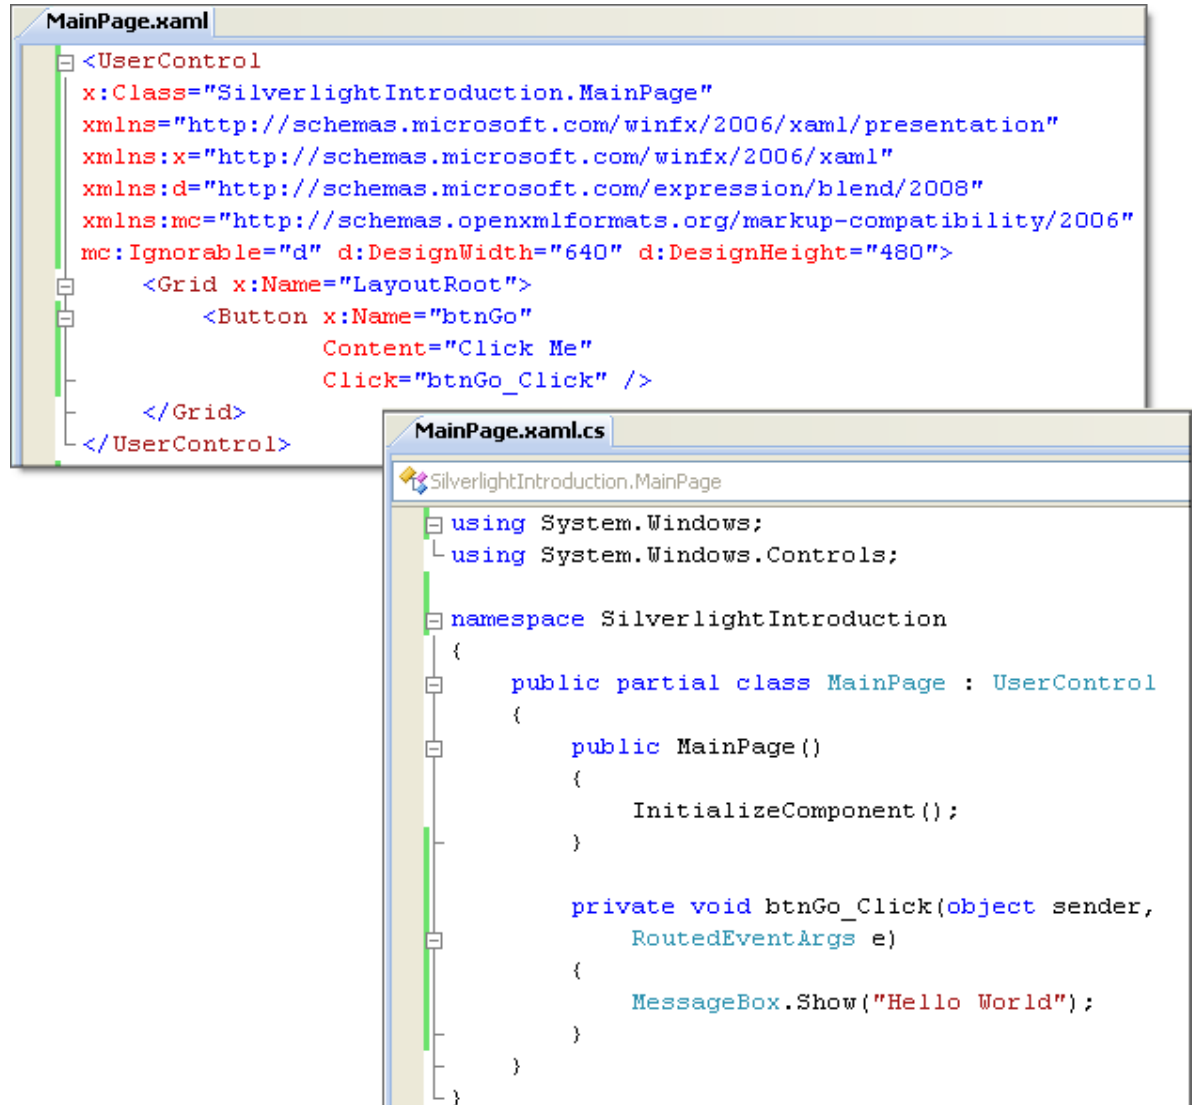 MainPage.xaml
<UserControl
x:Class="SilverlightIntroduction.MainPage"
xmlns="http://schemas.microsoft.com/winfx/2006/xaml/presentation"
xmlns:x="http://schemas.microsoft.com/winfx/2006/xaml"
xmlns:d="http://schemas.microsoft.com/expression/blend/2008"
xmlns:mc="http://schemas.openxmlformats.org/markup-compatibility/2006"
mc:Ignorable="d" d:DesignWidth="640" d:DesignHeight="480">
<Grid x:Name="LayoutRoot">
<Button x:Name="btnGo"
Content="Click Me"
Click="btnGo_Click" />
</Grid>
</UserControl>
MainPage.xaml.cs
SilverlightIntroduction.MainPage
using System.Windows;
using System.Windows.Controls;
namespace SilverlightIntroduction
{
public partial class MainPage : UserControl
{
public MainPage()
{
InitializeComponent();
}
private void btnGo_Click(object sender,
RoutedEventArgs e)
{
MessageBox.Show("Hello World");
}
}
}